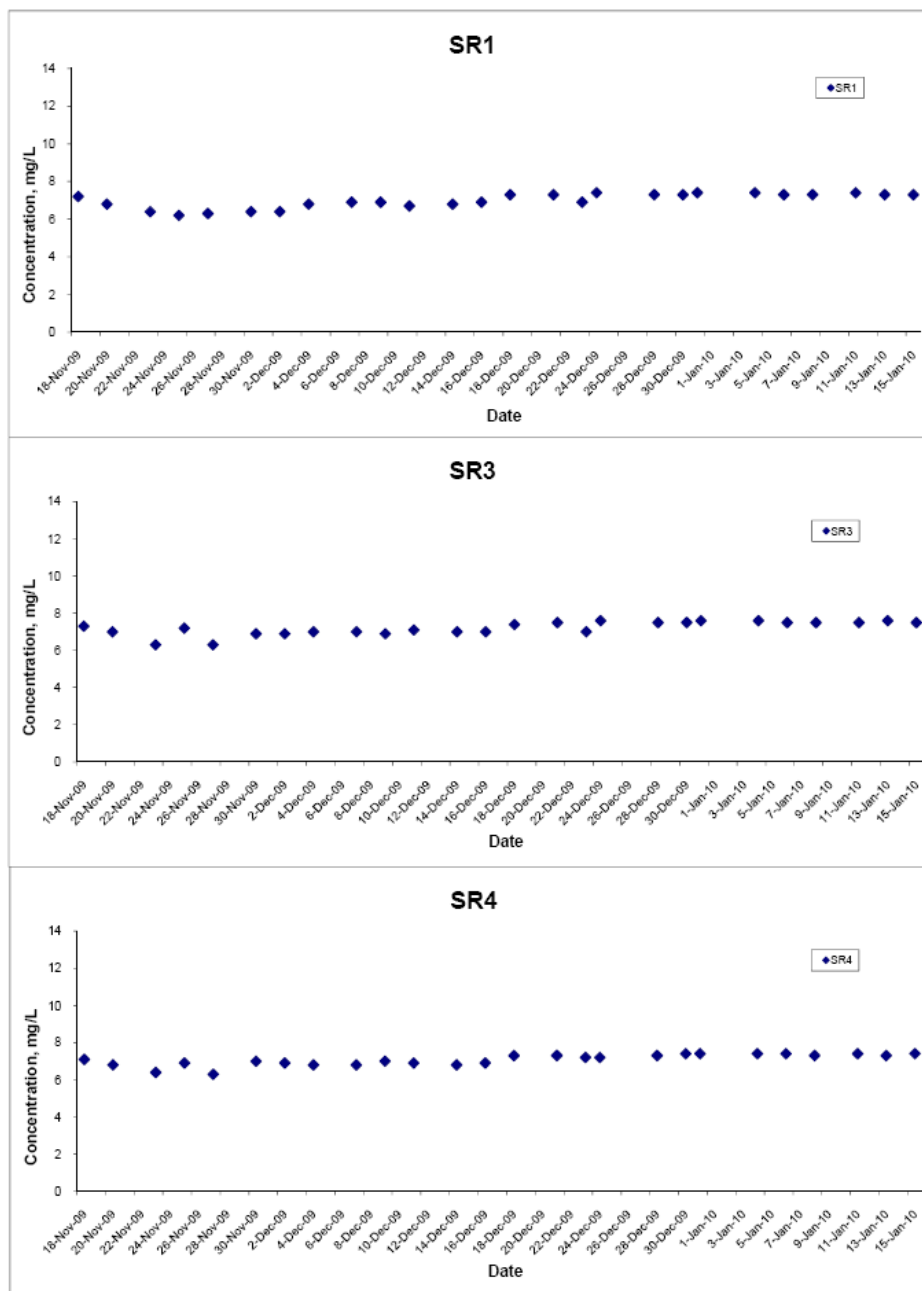 SR1
14
12
10
8
6
4
2
0
Concentration, mg/L
SR1
18-Nov-09
20-Nov-09
22-Nov-09
24-Nov-09
26-Nov-09
28-Nov-09
30-Nov-09
2-Dec-09
4-Dec-09
6-Dec-09
8-Dec-09
10-Dec-09
12-Dec-09
14-Dec-09
16-Dec-09
18-Dec-09
20-Dec-09
22-Dec-09
24-Dec-09
26-Dec-09
28-Dec-09
30-Dec-09
1-Jan-10
3-Jan-10
5-Jan-10
7-Jan-10
9-Jan-10
11-Jan-10
13-Jan-10
15-Jan-10
Date
SR3
14
12
10
8
6
4
2
0
Concentration, mg/L
SR3
18-Nov-09
20-Nov-09
22-Nov-09
24-Nov-09
26-Nov-09
28-Nov-09
30-Nov-09
2-Dec-09
4-Dec-09
6-Dec-09
8-Dec-09
10-Dec-09
12-Dec-09
14-Dec-09
16-Dec-09
18-Dec-09
20-Dec-09
22-Dec-09
24-Dec-09
26-Dec-09
28-Dec-09
30-Dec-09
1-Jan-10
3-Jan-10
5-Jan-10
7-Jan-10
9-Jan-10
11-Jan-10
13-Jan-10
15-Jan-10
Date
SR4
14
12
10
8
6
4
2
0
Concentration, mg/L
SR4
18-Nov-09
20-Nov-09
22-Nov-09
24-Nov-09
26-Nov-09
28-Nov-09
30-Nov-09
2-Dec-09
4-Dec-09
6-Dec-09
8-Dec-09
10-Dec-09
12-Dec-09
14-Dec-09
16-Dec-09
18-Dec-09
20-Dec-09
22-Dec-09
24-Dec-09
26-Dec-09
28-Dec-09
30-Dec-09
1-Jan-10
3-Jan-10
5-Jan-10
7-Jan-10
9-Jan-10
11-Jan-10
13-Jan-10
15-Jan-10
Date